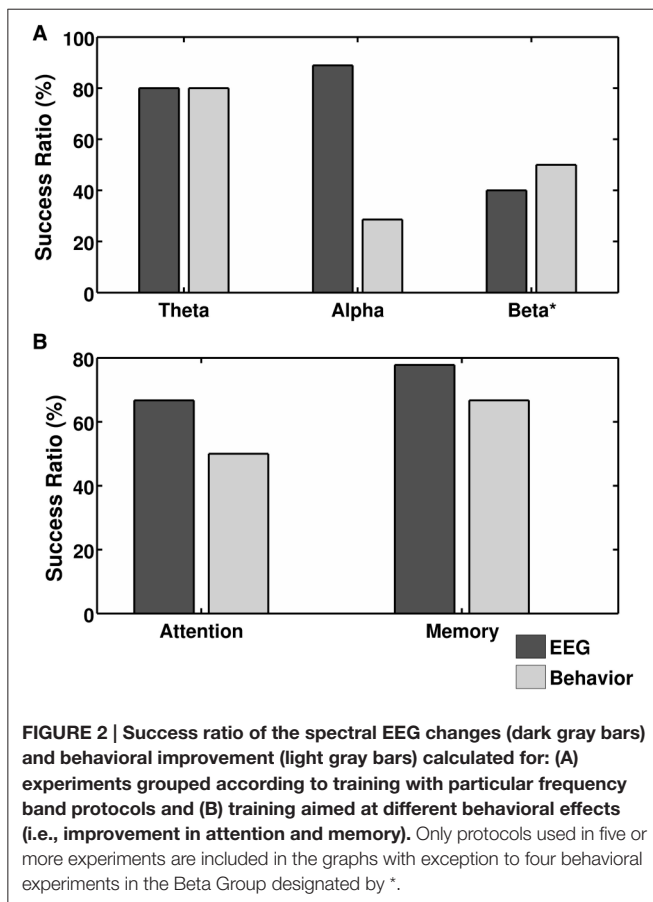 A
100
80
60
40
20
0
Success Ratio (%)
Theta Alpha Beta*
B
80
60
40
20
0
Success Ratio (%)
Attention Memory
EEG
Behavior
FIGURE 2 | Success ratio of the spectral EEG changes (dark gray bars)
and behavioral improvement (light gray bars) calculated for: (A)
experiments grouped according to training with particular frequency
band protocols and (B) training aimed at different behavioral effects
(i.e., improvement in attention and memory). Only protocols used in five or
more experiments are included in the graphs with exception to four behavioral
experiments in the Beta Group designated by *.